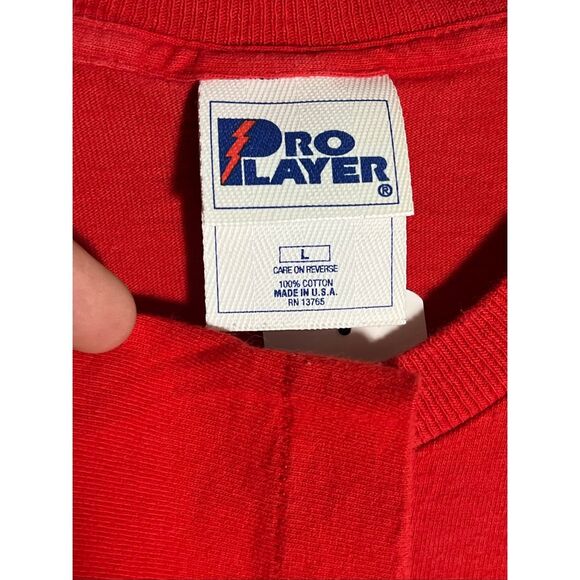 PRO
PLAYER®
L
CARE ON REVERSE
100% COTTON
MADE IN U.S.A.
RN 13765